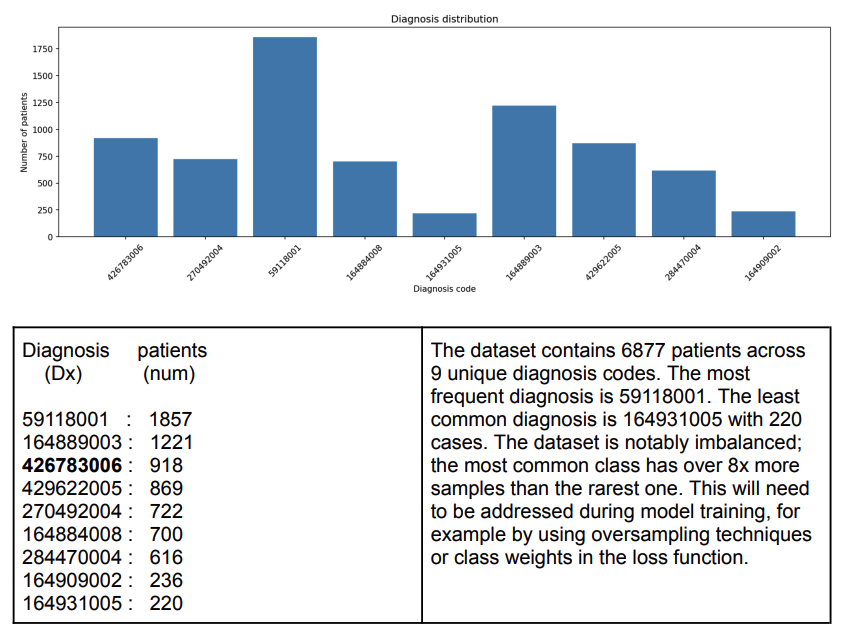 Diagnosis distribution
Number of patients
1750
1500
1250
1000
750
500
250
0
426783006
270492004
59118001
164884008
164931005
164889003
429622005
284470004
164909002
Diagnosis code
Diagnosis patients
(Dx) (num)
59118001 : 1857
164889003 : 1221
426783006 : 918
429622005 : 869
270492004 : 722
164884008 : 700
284470004 : 616
164909002 : 236
164931005 : 220
The dataset contains 6877 patients across
9 unique diagnosis codes. The most
frequent diagnosis is 59118001. The least
common diagnosis is 164931005 with 220
cases. The dataset is notably imbalanced;
the most common class has over 8x more
samples than the rarest one. This will need
to be addressed during model training, for
example by using oversampling techniques
or class weights in the loss function.